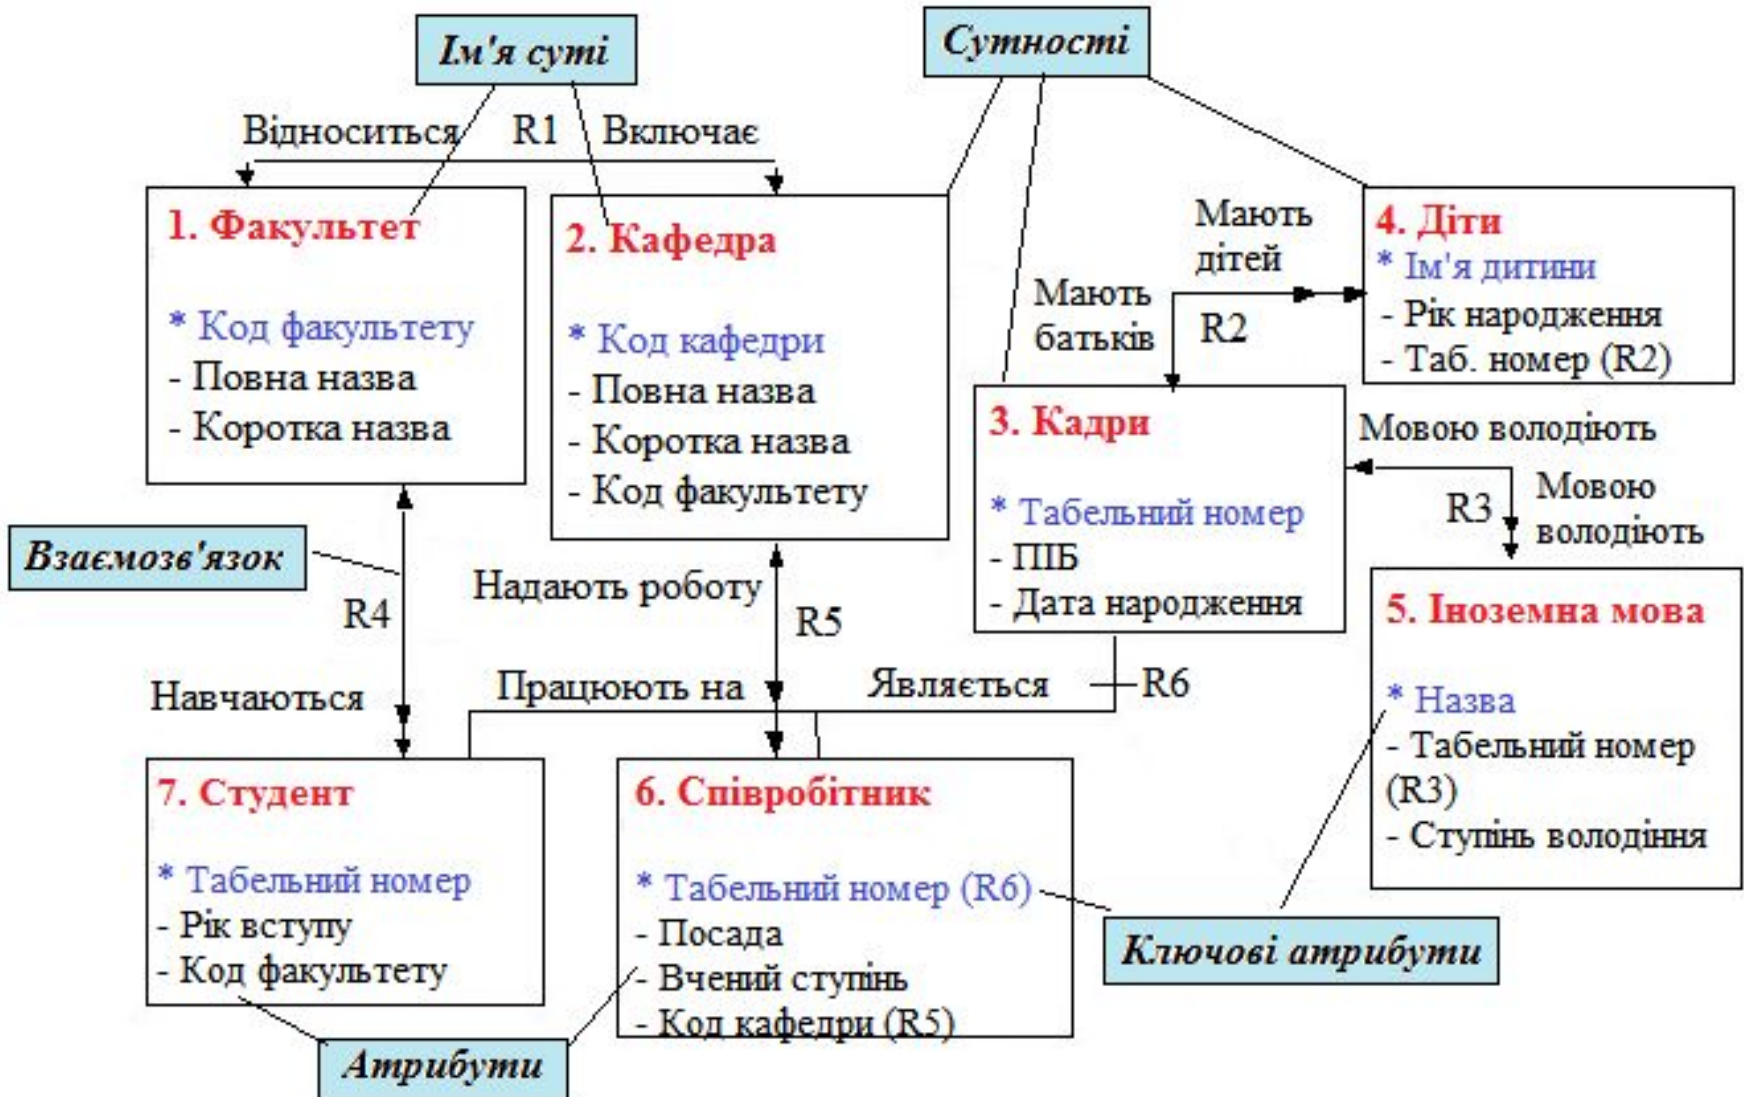 Ім'я суті
Сутності
Відноситься R1 Включає
1. Факультет
* Код факультету
- Повна назва
- Коротка назва
2. Кафедра
* Код кафедри
- Повна назва
- Коротка назва
- Код факультету
Мають
дітей
Мають
батьків
R2
4. Діти
* Ім'я дитини
- Рік народження
- Таб. номер (R2)
3. Кадри
* Табельний номер
- ПІБ
- Дата народження
Мовою володіють
R3
Мовою
володіють
Взаємозв'язок
R4
Навчаються
Надають роботу
R5
Працюють на
Являється
R6
5. Іноземна мова
* Назва
- Табельний номер
(R3)
- Ступінь володіння
7. Студент
* Табельний номер
- Рік вступу
- Код факультету
6. Співробітник
* Табельний номер (R6)
- Посада
- Вчений ступінь
- Код кафедри (R5)
Ключові атрибути
Атрибути